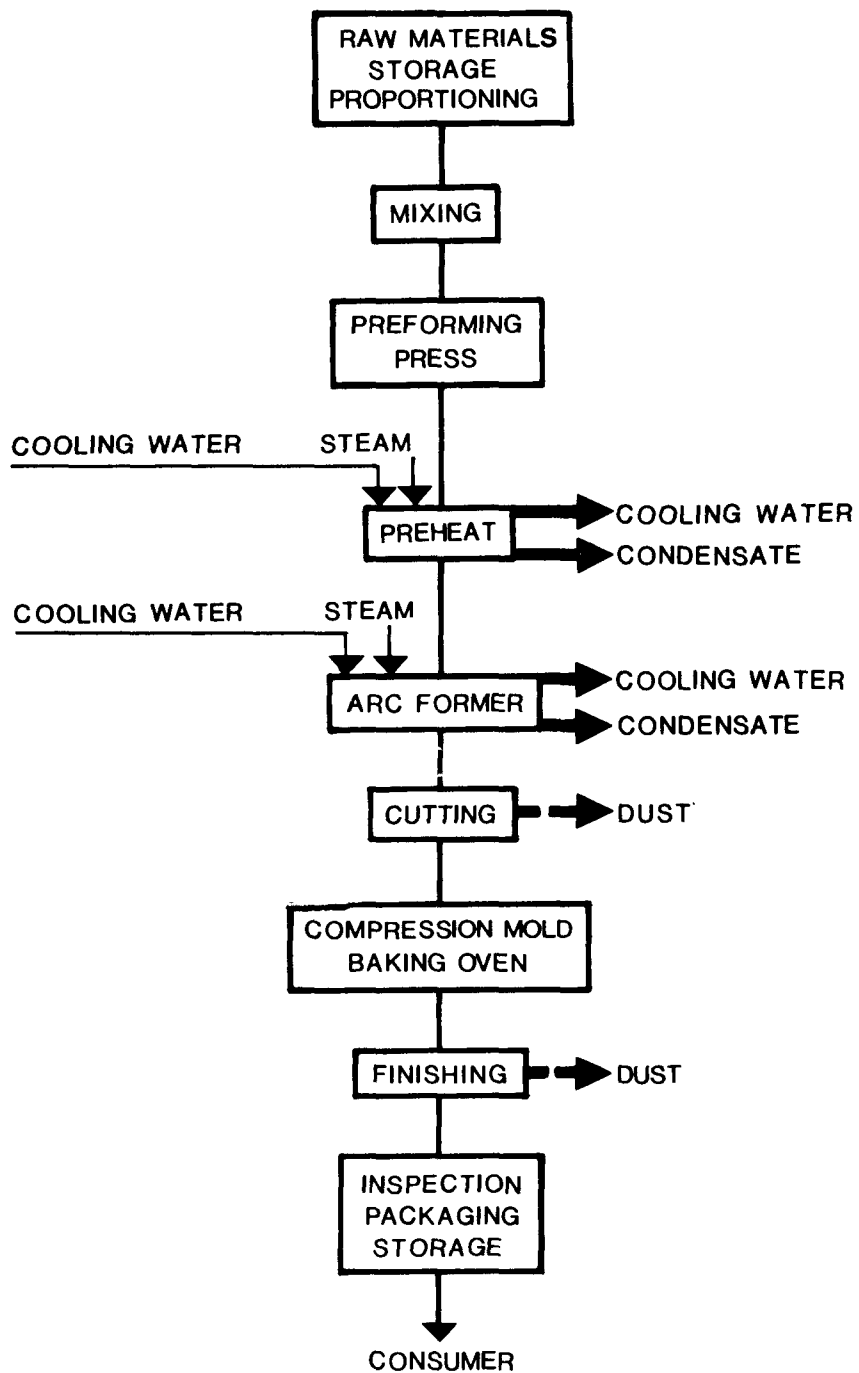 RAW MATERIALS
STORAGE
PROPORTIONING
MIXING
PREFORMING
PRESS
COOLING WATER
STEAM
PREHEAT
COOLING WATER
CONDENSATE
COOLING WATER
STEAM
ARC FORMER
COOLING WATER
CONDENSATE
CUTTING
DUST
COMPRESSION MOLD
BAKING OVEN
FINISHING
DUST
INSPECTION
PACKAGING
STORAGE
CONSUMER